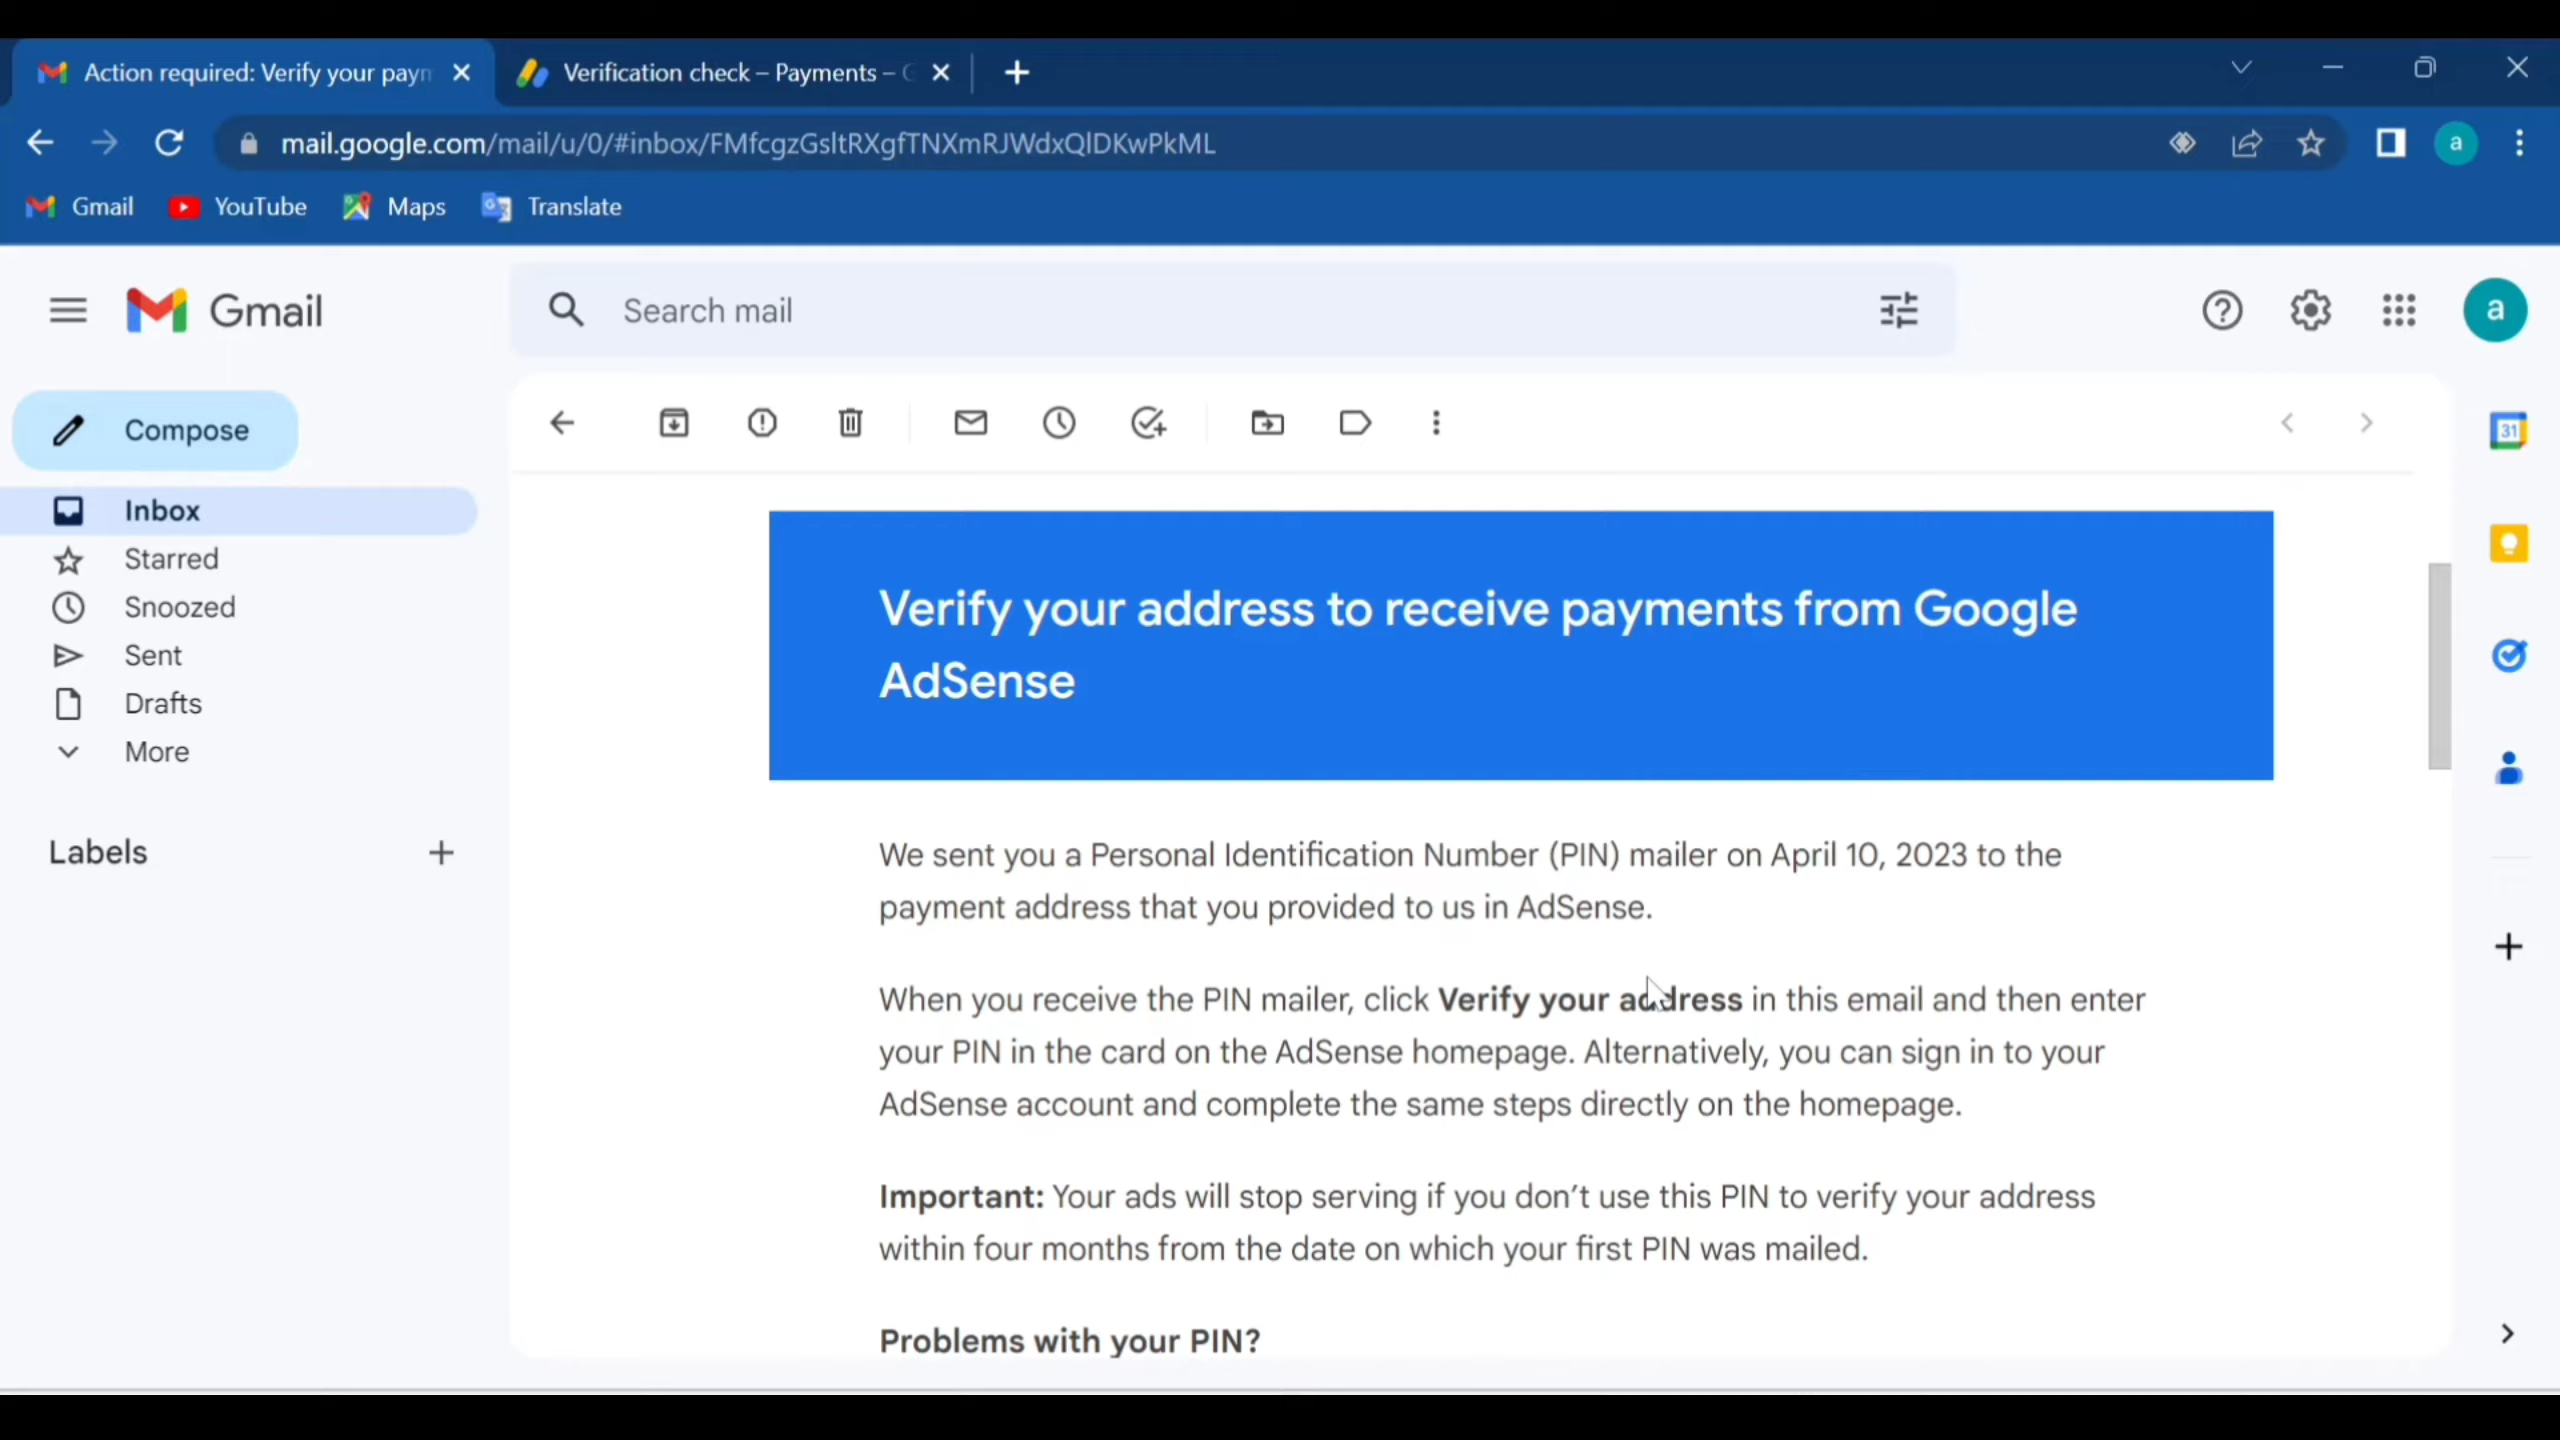 Action required: Verify your paym
Verification check – Payments – G
mail.google.com/mail/u/0/#inbox/FMfcgzGsltRXgfTNXmRJWdxQlDKwPkML
a
Gmail
YouTube
Maps
Translate
Gmail
Search mail
a
Compose
Inbox
Starred
Snoozed
Sent
Drafts
More
Labels
31
Verify your address to receive payments from Google
AdSense
We sent you a Personal Identification Number (PIN) mailer on April 10, 2023 to the
payment address that you provided to us in AdSense.
When you receive the PIN mailer, click Verify your address in this email and then enter
your PIN in the card on the AdSense homepage. Alternatively, you can sign in to your
AdSense account and complete the same steps directly on the homepage.
Important: Your ads will stop serving if you don't use this PIN to verify your address
within four months from the date on which your first PIN was mailed.
Problems with your PIN?